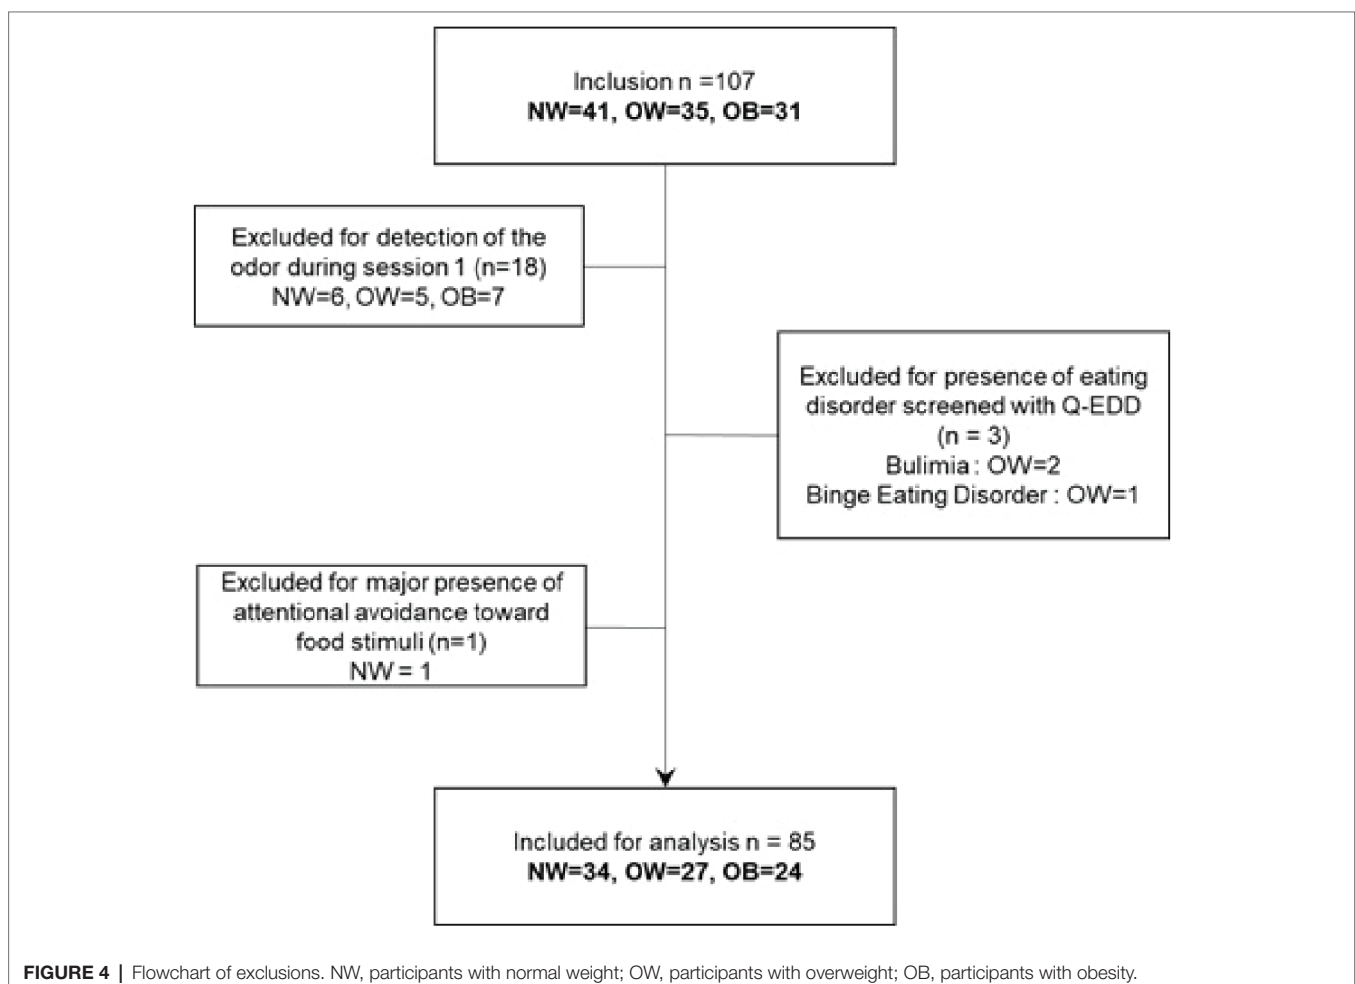 Inclusion n =107
NW=41, OW=35, OB=31
Excluded for detection of the
odor during session 1 (n=18)
NW=6, OW=5, OB=7
Excluded for presence of eating
disorder screened with Q-EDD
(n = 3)
Bulimia : OW=2
Binge Eating Disorder : OW=1
Excluded for major presence of
attentional avoidance toward
food stimuli (n=1)
NW = 1
Included for analysis n = 85
NW=34, OW=27, OB=24
FIGURE 4 | Flowchart of exclusions. NW, participants with normal weight; OW, participants with overweight; OB, participants with obesity.